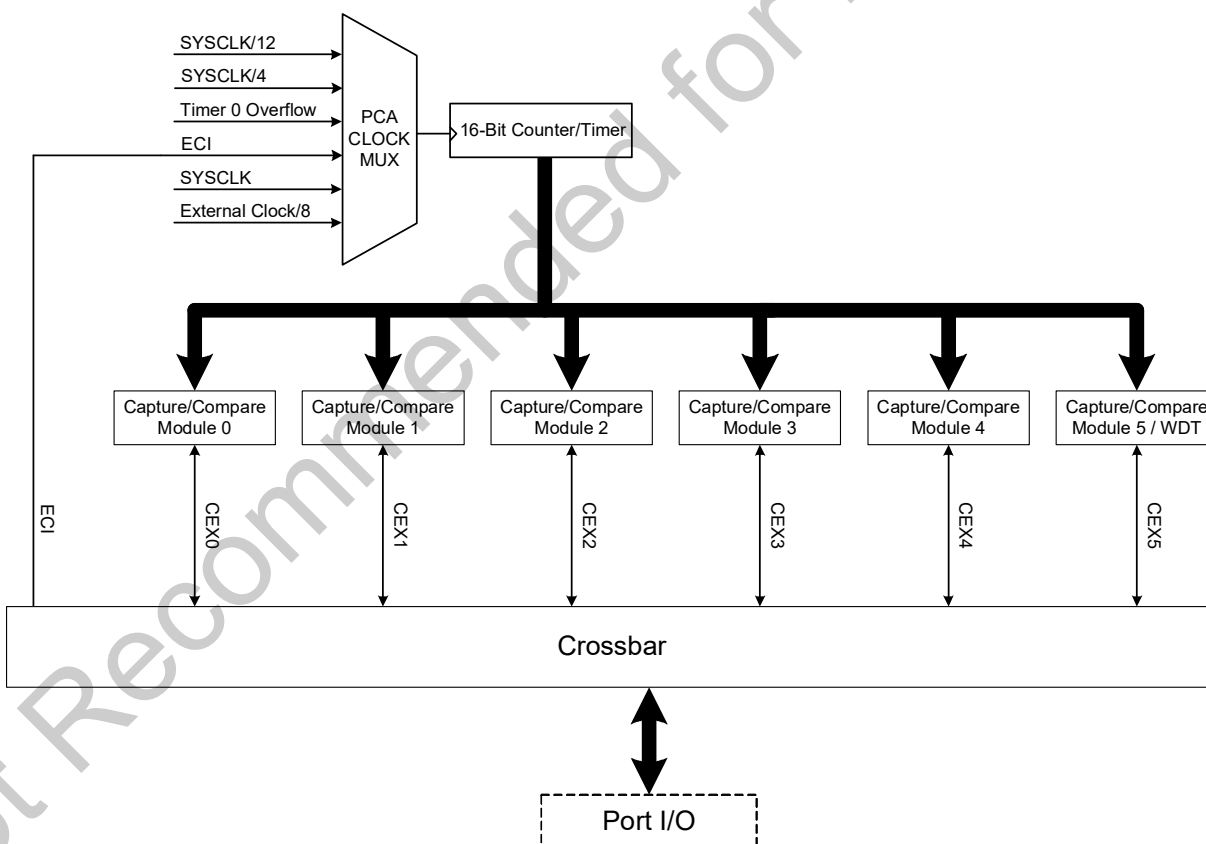 SYSCLK/12
SYSCLK/4
Timer 0 Overflow
ECI
SYSCLK
External Clock/8
PCA
CLOCK
MUX
16-Bit Counter/Timer
Capture/Compare
Module 0
Capture/Compare
Module 1
Capture/Compare
Module 2
Capture/Compare
Module 3
Capture/Compare
Module 4
Capture/Compare
Module 5 / WDT
ECI
CEX0
CEX1
CEX2
CEX3
CEX4
CEX5
Crossbar
Port I/O
Recommended for